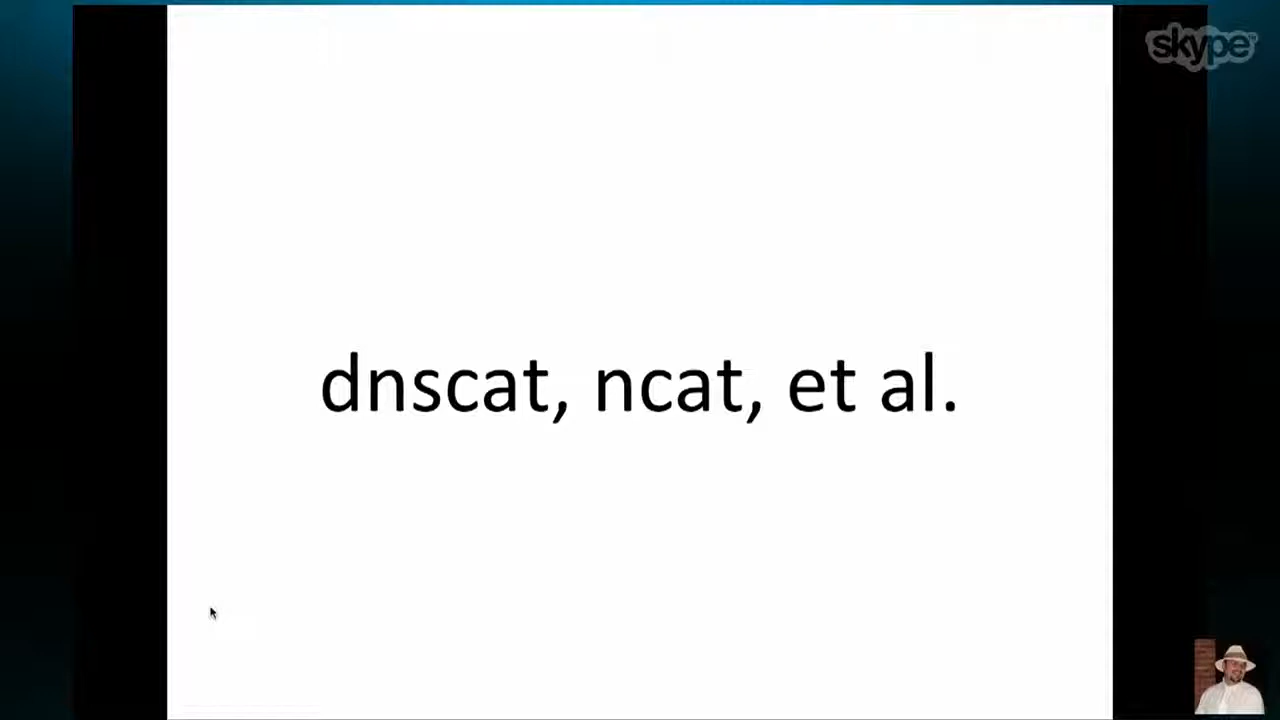 skype
dnscat, ncat, et al.